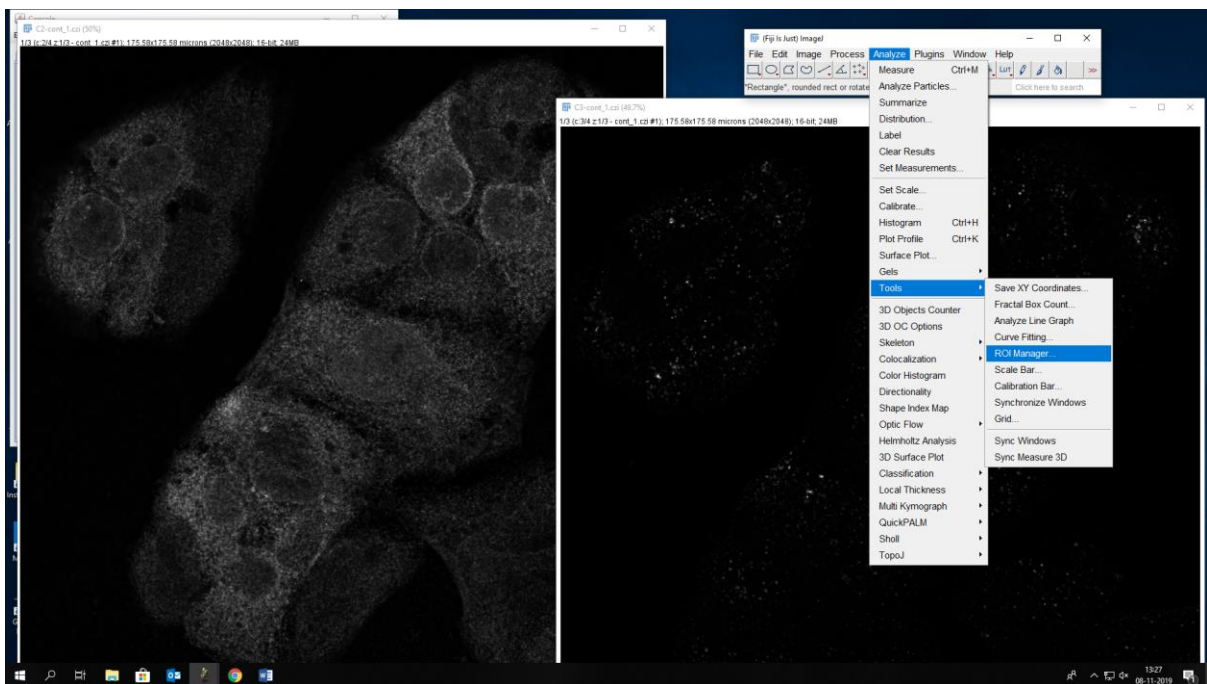 Console
C2-cont_1.czi (50%)
1/3 (c:2/4 z:1/3 - cont_1.czi #1); 175.58x175.58 microns (2048x2048); 16-bit; 24MB
(Fiji Is Just) ImageJ
File Edit Image Process Analyze Plugins Window Help
LUT
*Rectangle*, rounded rect or rotate
Click here to search
C3-cont_1.czi (49.7%)
1/3 (c:3/4 z:1/3 - cont_1.czi #1); 175.58x175.58 microns (2048x2048); 16-bit; 24MB
Measure Ctrl+M
Analyze Particles...
Summarize
Distribution...
Label
Clear Results
Set Measurements...
Set Scale...
Calibrate...
Histogram Ctrl+H
Plot Profile Ctrl+K
Surface Plot...
Gels
Tools
3D Objects Counter
3D OC Options
Skeleton
Colocalization
Color Histogram
Directionality
Shape Index Map
Optic Flow
Helmholtz Analysis
3D Surface Plot
Classification
Local Thickness
Multi Kymograph
QuickPALM
Sholl
TopoJ
Save XY Coordinates...
Fractal Box Count...
Analyze Line Graph
Curve Fitting...
ROI Manager...
Scale Bar...
Calibration Bar...
Synchronize Windows
Grid...
Sync Windows
Sync Measure 3D
13:27
08-11-2019